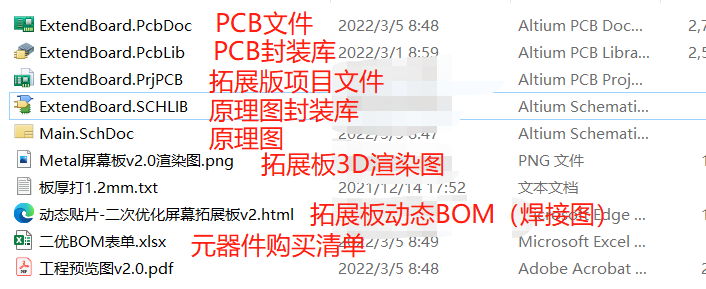 ExtendBoard.PcbDoc PCB文件 2022/3/5 8:48 Altium PCB Doc... 2,7
ExtendBoard.PcbLib PCB封装库 2022/3/1 8:59 Altium PCB Libra... 2,5
ExtendBoard.PrjPCB 拓展版项目文件 Altium PCB Proj...
ExtendBoard.SCHLIB 原理图封装库 Altium Schemati...
Main.SchDoc 原理图 2022/3/5 8:47 Altium Schemati...
Metal屏幕板v2.0渲染图.png 拓展板3D渲染图 PNG 文件 1
板厚打1.2mm.txt 2021/12/14 17:52 文本文档
动态贴片-二次优化屏幕拓展板v2.html 拓展板动态BOM（焊接图） Edge ...
二优BOM表单.xlsx 元器件购买清单 2022/3/5 8:49 Microsoft Excel ...
工程预览图v2.0.pdf 2022/3/5 8:48 Adobe Acrobat ... 1